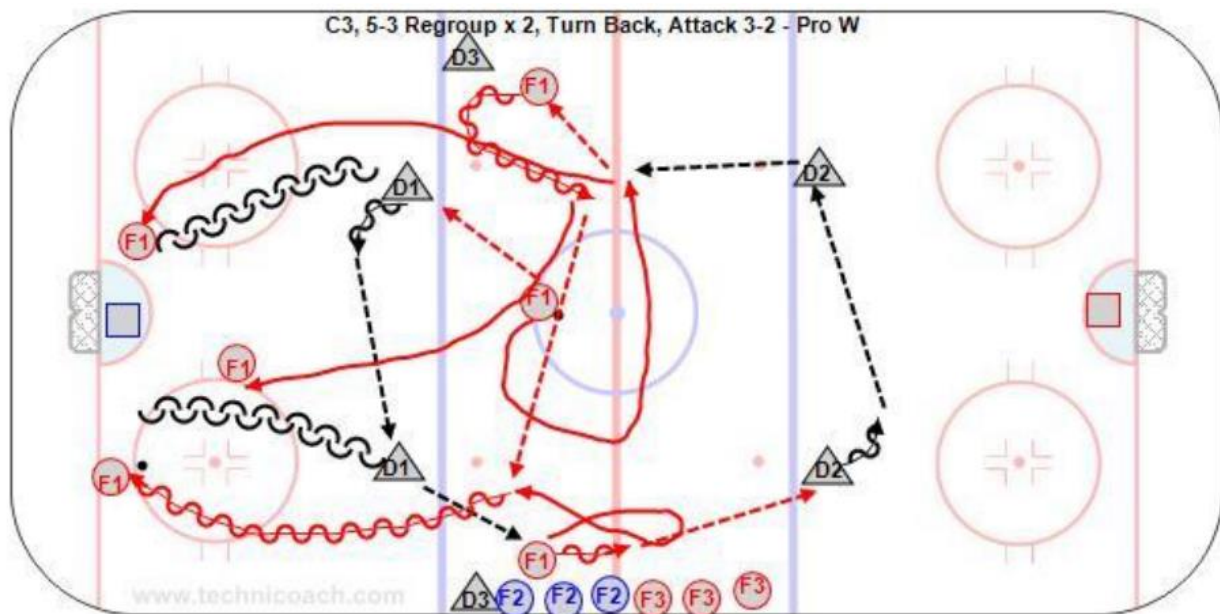 C3, 5-3 Regroup x 2, Turn Back, Attack 3-2 - Pro W
D3
F1
D1
D2
F1
F1
F1
D1
D2
F1
F1
D3 F2 F2 F2 F3 F3 F3
www.technicoach.com